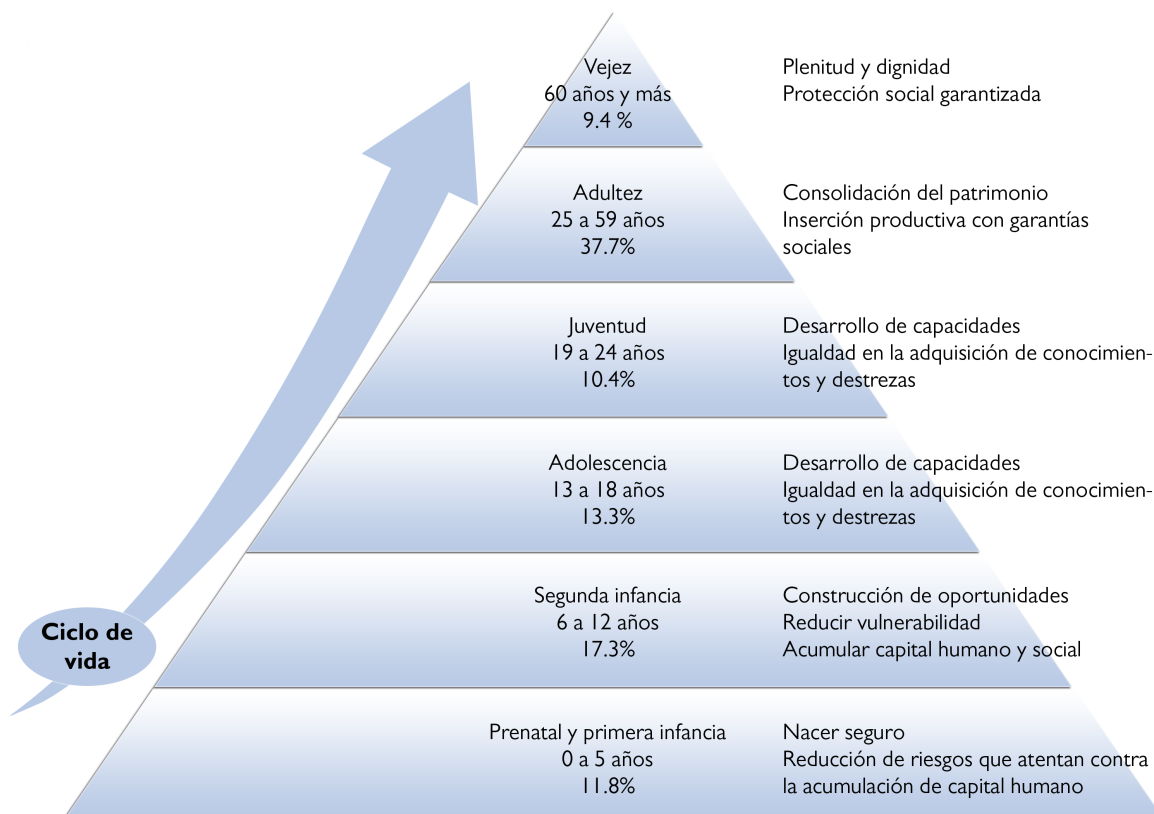 Vejez
60 años y más
9.4 %
Plenitud y dignidad
Protección social garantizada
Adultez
25 a 59 años
37.7%
Consolidación del patrimonio
Inserción productiva con garantías
sociales
Juventud
19 a 24 años
10.4%
Desarrollo de capacidades
Igualdad en la adquisición de conocimien-
tos y destrezas
Adolescencia
13 a 18 años
13.3%
Desarrollo de capacidades
Igualdad en la adquisición de conocimien-
tos y destrezas
Segunda infancia
6 a 12 años
17.3%
Construcción de oportunidades
Reducir vulnerabilidad
Acumular capital humano y social
Ciclo de
vida
Prenatal y primera infancia
0 a 5 años
11.8%
Nacer seguro
Reducción de riesgos que atentan contra
la acumulación de capital humano